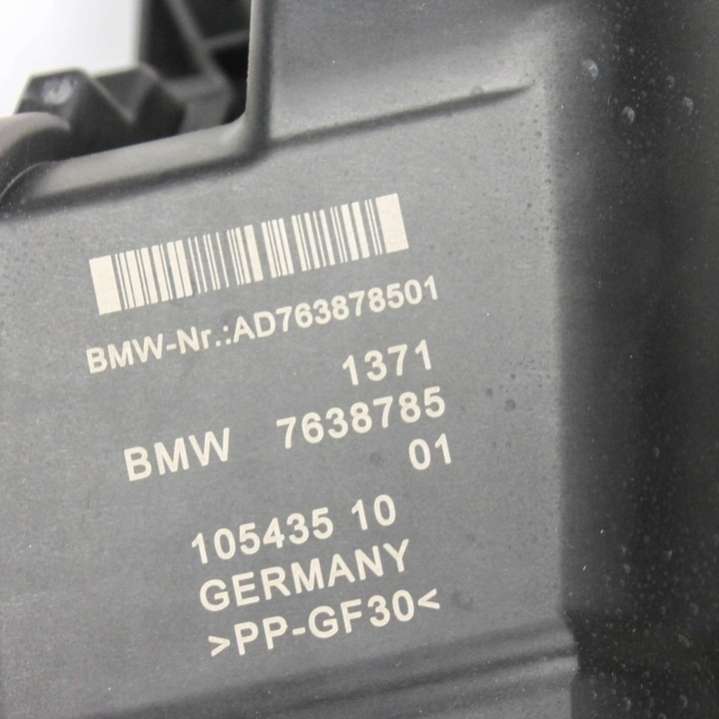 BMW-Nr.:AD763878501
1371
BMW 7638785
01
105435 10
GERMANY
>PP-GF30<